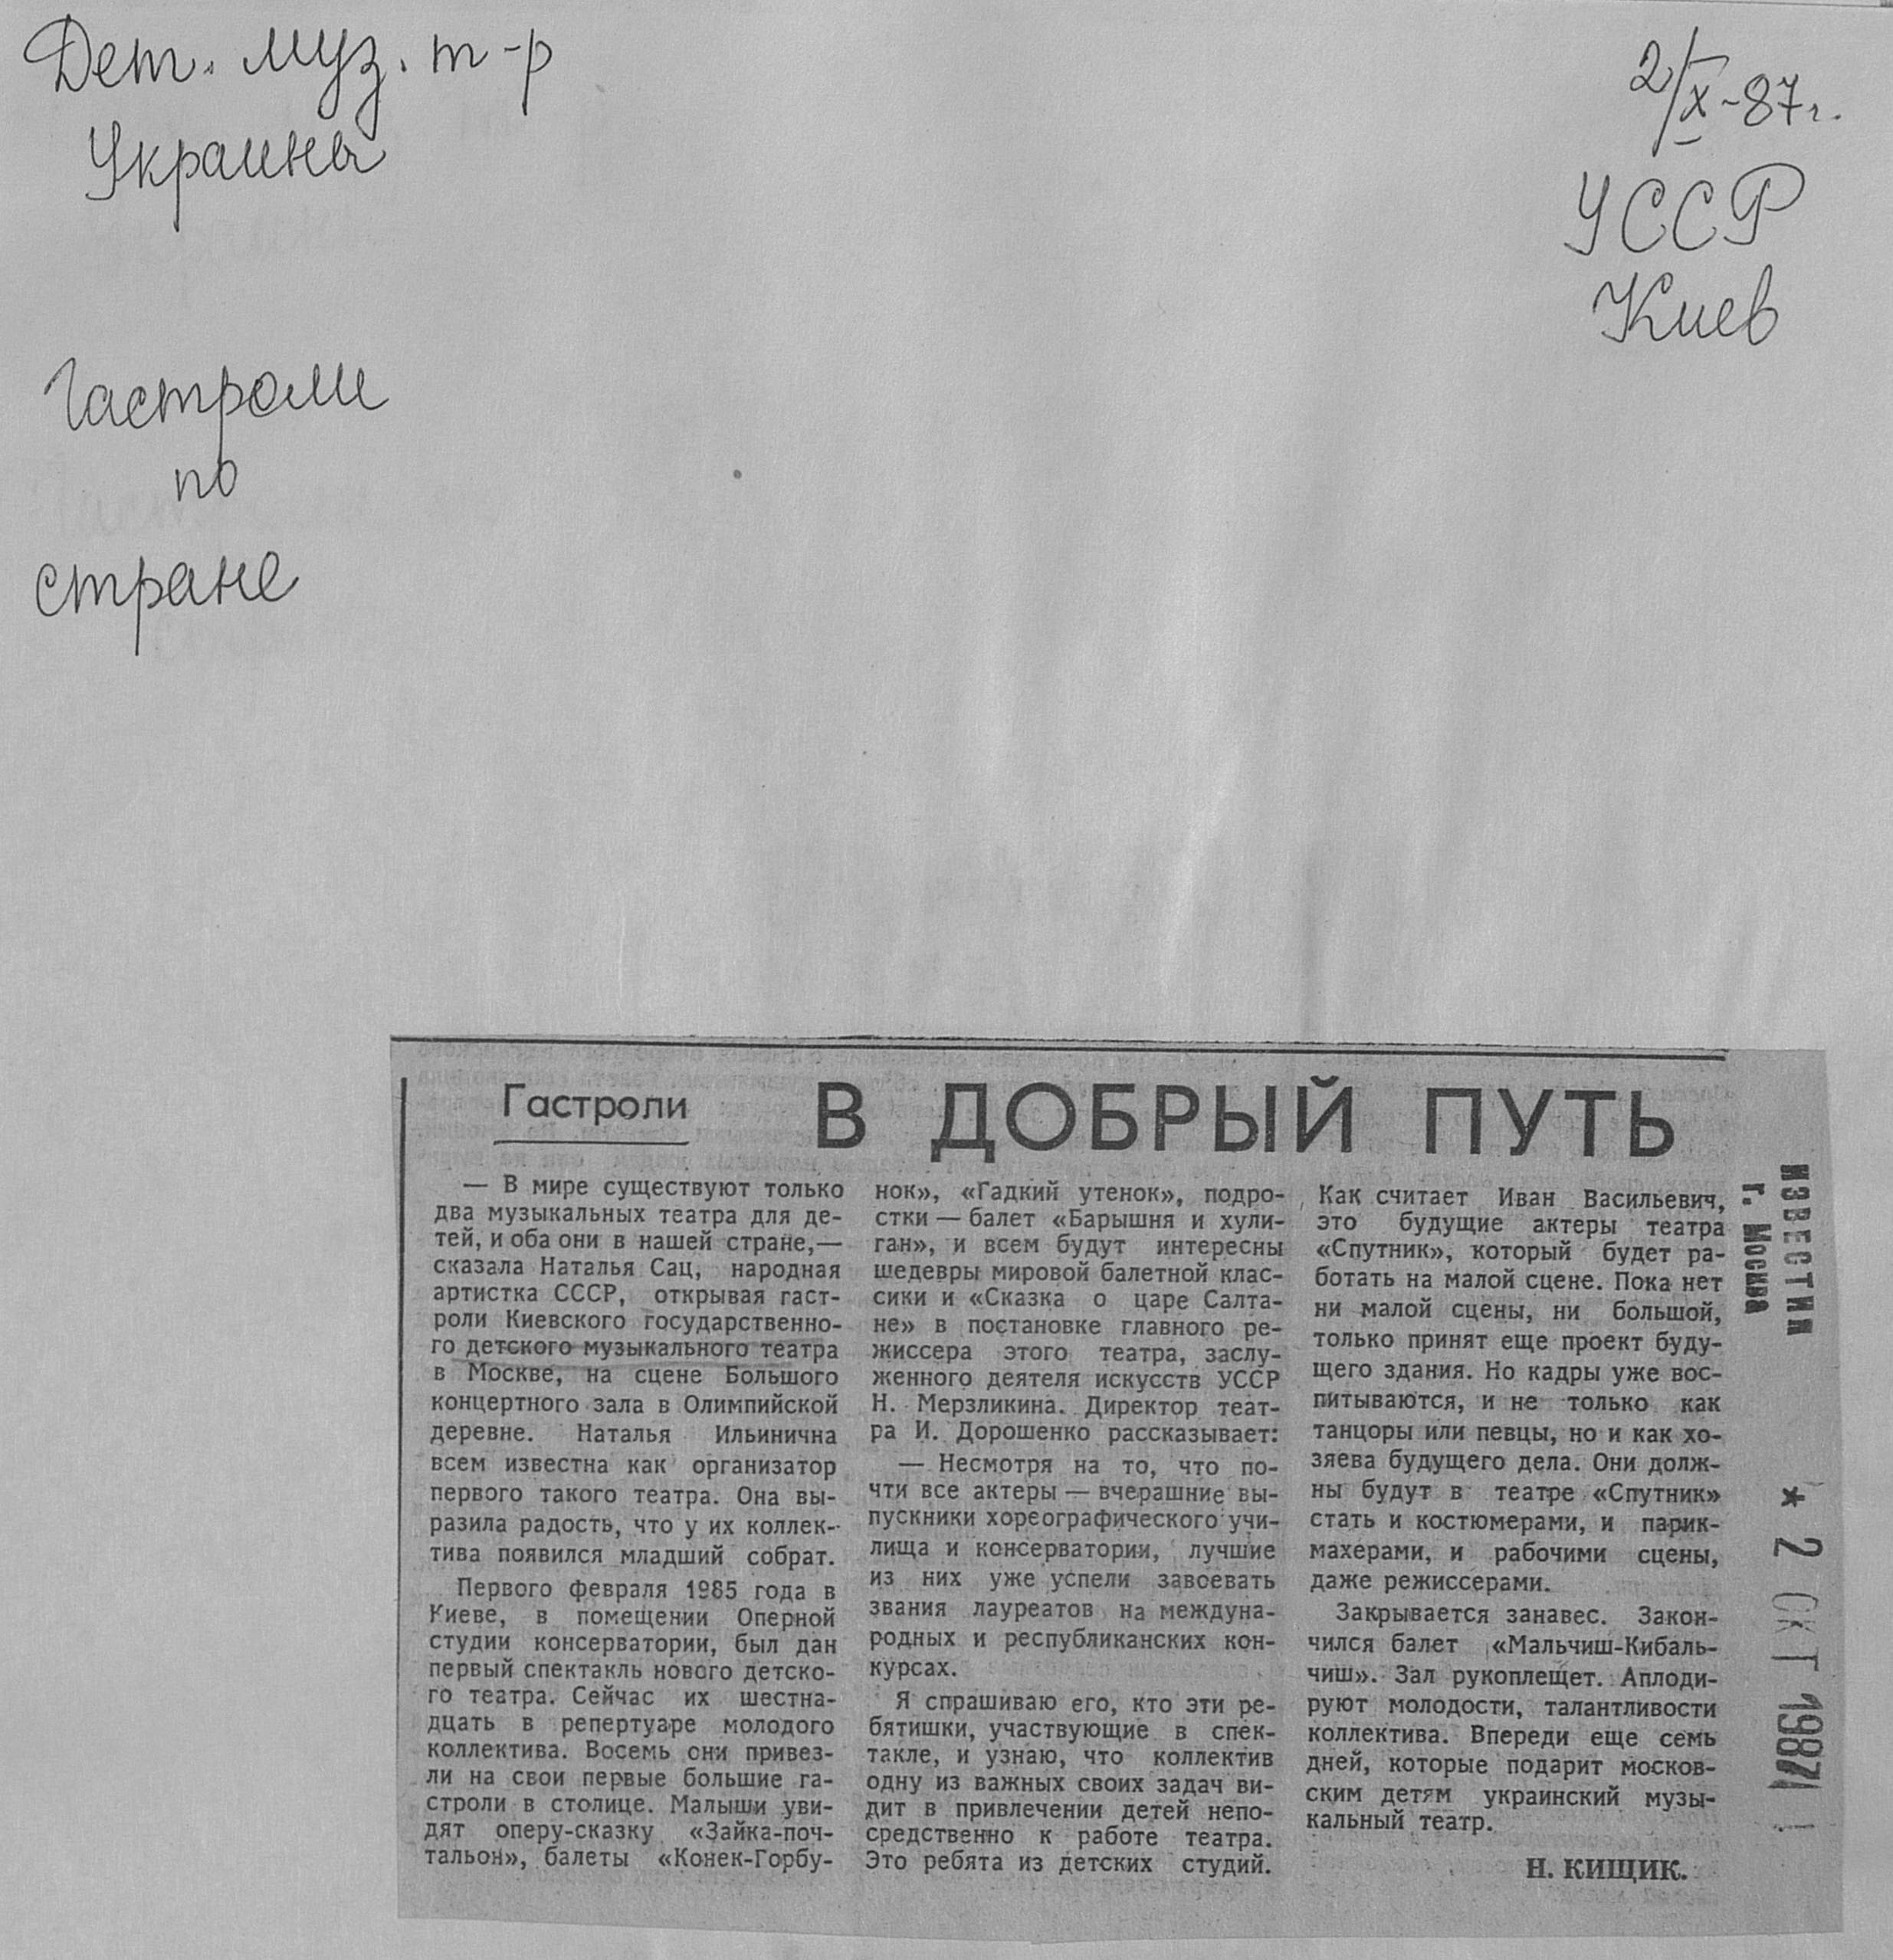 Дет. муз. т-р
Украины
Гастроли
по
стране
2/X-87г.
УССР
Киев
Гастроли
В ДОБРЫЙ ПУТЬ
— В мире существуют только
два музыкальных театра для де-
тей, и оба они в нашей стране,—
сказала Наталья Сац, народная
артистка СССР, открывая гаст-
роли Киевского государственно-
го детского музыкального театра
в Москве, на сцене Большого
концертного зала в Олимпийской
деревне. Наталья Ильинична
всем известна как организатор
первого такого театра. Она вы-
разила радость, что у их коллек-
тива появился младший собрат.
Первого февраля 1985 года в
Киеве, в помещении Оперной
студии консерватории, был дан
первый спектакль нового детско-
го театра. Сейчас их шестна-
дцать в репертуаре молодого
коллектива. Восемь они привез-
ли на свои первые большие га-
строли в столице. Малыши уви-
дят оперу-сказку «Зайка-поч-
тальон», балеты «Конек-Горбу-
нок», «Гадкий утенок», подро-
стки — балет «Барышня и хули-
ган», и всем будут интересны
шедевры мировой балетной клас-
сики и «Сказка о царе Салта-
не» в постановке главного ре-
жиссера этого театра, заслу-
женного деятеля искусств УССР
Н. Мерзликина. Директор теат-
ра И. Дорошенко рассказывает:
— Несмотря на то, что по-
чти все актеры — вчерашние вы-
пускники хореографического учи-
лища и консерватории, лучшие
из них уже успели завоевать
звания лауреатов на междуна-
родных и республиканских кон-
курсах.
Я спрашиваю его, кто эти ре-
бятишки, участвующие в спек-
такле, и узнаю, что коллектив
одну из важных своих задач ви-
дит в привлечении детей непо-
средственно к работе театра.
Это ребята из детских студий.
Как считает Иван Васильевич,
это будущие актеры театра
«Спутник», который будет ра-
ботать на малой сцене. Пока нет
ни малой сцены, ни большой,
только принят еще проект буду-
щего здания. Но кадры уже вос-
питываются, и не только как
танцоры или певцы, но и как хо-
зяева будущего дела. Они долж-
ны будут в театре «Спутник»
стать и костюмерами, и парик-
махерами, и рабочими сцены,
даже режиссерами.
Закрывается занавес. Закон-
чился балет «Мальчиш-Кибаль-
чиш». Зал рукоплещет. Аплоди-
руют молодости, талантливости
коллектива. Впереди еще семь
дней, которые подарит москов-
ским детям украинский музы-
кальный театр.
Н. КИЩИК.
ИЗВЕСТИЯ
г. Москва
* 2 ОКТ 1987